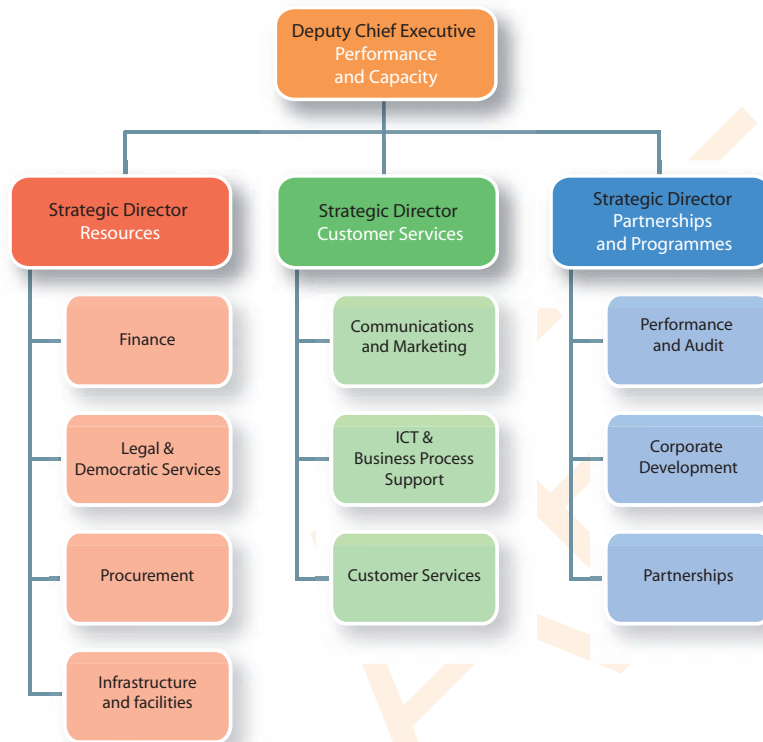 Deputy Chief Executive
Performance
and Capacity
Strategic Director
Resources
Strategic Director
Customer Services
Strategic Director
Partnerships
and Programmes
Finance
Legal &
Democratic Services
Procurement
Infrastructure
and facilities
Communications
and Marketing
ICT &
Business Process
Support
Customer Services
Performance
and Audit
Corporate
Development
Partnerships